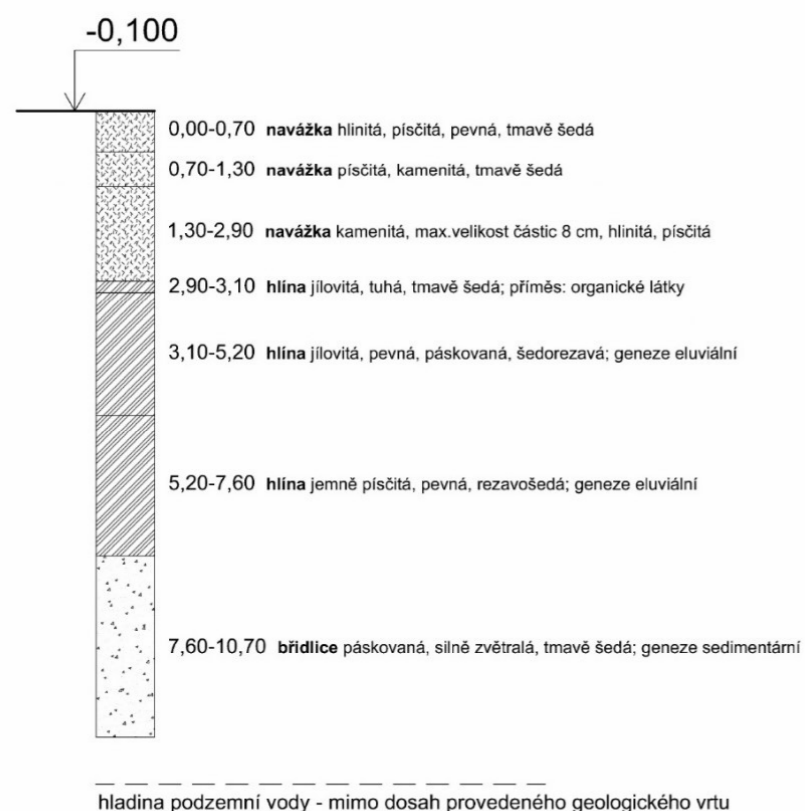 -0,100
0,00-0,70 navážka hlinitá, písčitá, pevná, tmavě šedá
0,70-1,30 navážka písčitá, kamenitá, tmavě šedá
1,30-2,90 navážka kamenitá, max.velikost částic 8 cm, hlinitá, písčitá
2,90-3,10 hlína jílovitá, tuhá, tmavě šedá; příměs: organické látky
3,10-5,20 hlína jílovitá, pevná, páskovaná, šedorezavá; geneze eluviální
5,20-7,60 hlína jemně písčitá, pevná, rezavošedá; geneze eluviální
7,60-10,70 břidlice páskovaná, silně zvětralá, tmavě šedá; geneze sedimentární
hladina podzemní vody - mimo dosah provedeného geologického vrtu